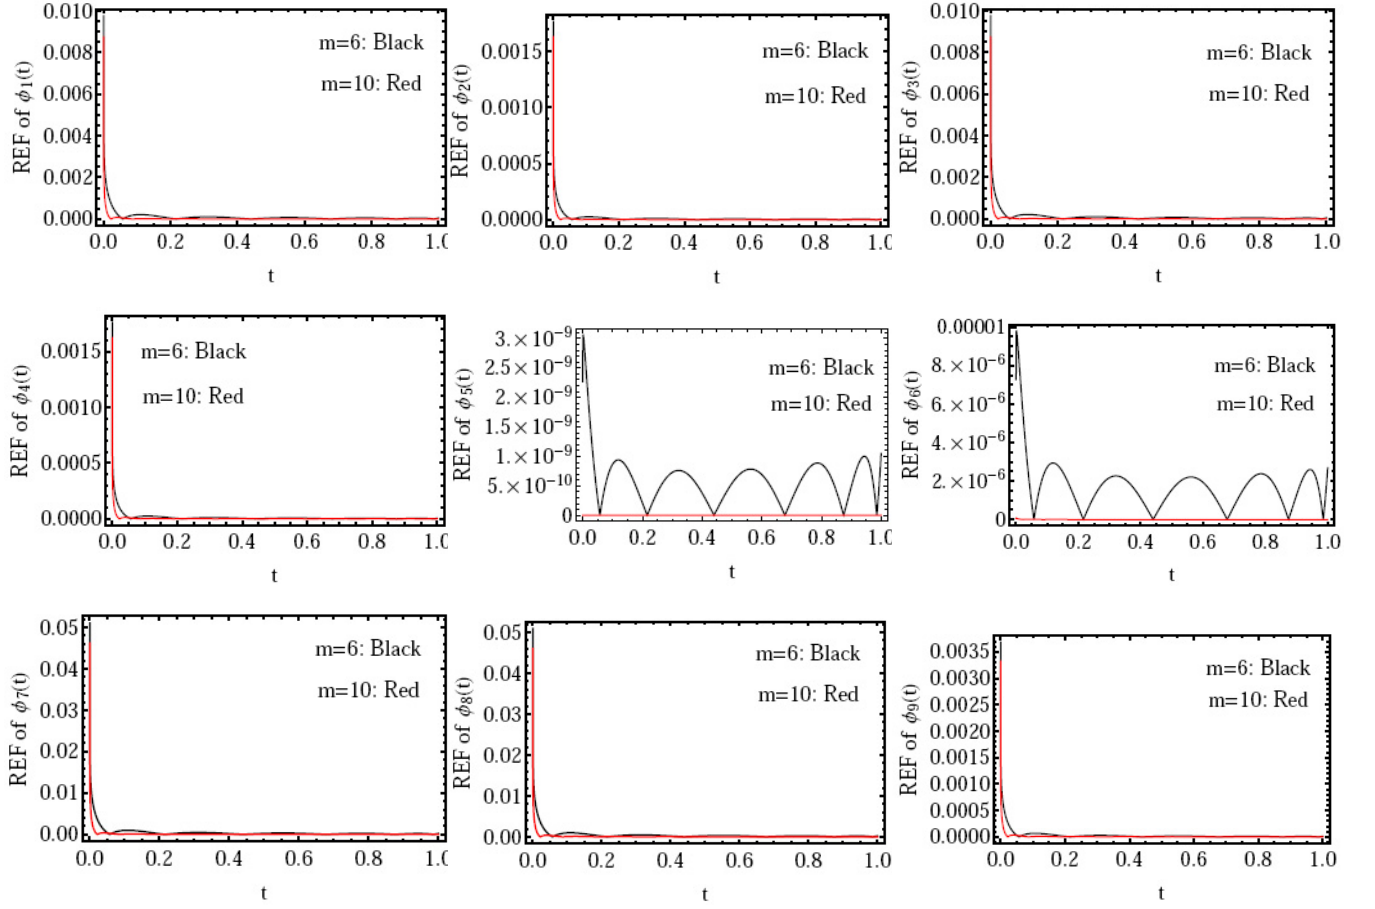 REF of ϕ1(t)
0.010
0.008
0.006
0.004
0.002
0.000
m=6: Black
m=10: Red
0.0 0.2 0.4 0.6 0.8 1.0
t
REF of ϕ2(t)
0.0015
0.0010
0.0005
0.0000
m=6: Black
m=10: Red
0.0 0.2 0.4 0.6 0.8 1.0
t
REF of ϕ3(t)
0.010
0.008
0.006
0.004
0.002
0.000
m=6: Black
m=10: Red
0.0 0.2 0.4 0.6 0.8 1.0
t
REF of ϕ4(t)
0.0015
0.0010
0.0005
0.0000
m=6: Black
m=10: Red
0.0 0.2 0.4 0.6 0.8 1.0
t
REF of ϕ5(t)
3.×10⁻⁹
2.5×10⁻⁹
2.×10⁻⁹
1.5×10⁻⁹
1.×10⁻⁹
5.×10⁻¹⁰
0
m=6: Black
m=10: Red
0.0 0.2 0.4 0.6 0.8 1.0
t
REF of ϕ6(t)
0.00001
8.×10⁻⁶
6.×10⁻⁶
4.×10⁻⁶
2.×10⁻⁶
0
m=6: Black
m=10: Red
0.0 0.2 0.4 0.6 0.8 1.0
t
REF of ϕ7(t)
0.05
0.04
0.03
0.02
0.01
0.00
m=6: Black
m=10: Red
0.0 0.2 0.4 0.6 0.8 1.0
t
REF of ϕ8(t)
0.05
0.04
0.03
0.02
0.01
0.00
m=6: Black
m=10: Red
0.0 0.2 0.4 0.6 0.8 1.0
t
REF of ϕ9(t)
0.0035
0.0030
0.0025
0.0020
0.0015
0.0010
0.0005
0.0000
m=6: Black
m=10: Red
0.0 0.2 0.4 0.6 0.8 1.0
t